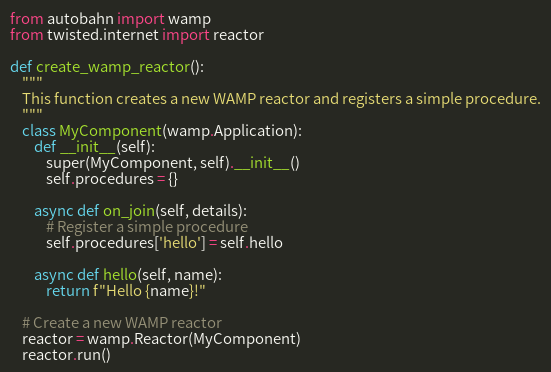 from autobahn import wamp
from twisted.internet import reactor

def create_wamp_reactor():
    """
    This function creates a new WAMP reactor and registers a simple procedure.
    """
    class MyComponent(wamp.Application):
        def __init__(self):
            super(MyComponent, self).__init__()
            self.procedures = {}

        async def on_join(self, details):
            # Register a simple procedure
            self.procedures['hello'] = self.hello

        async def hello(self, name):
            return f"Hello {name}!"

    # Create a new WAMP reactor
    reactor = wamp.Reactor(MyComponent)
    reactor.run()